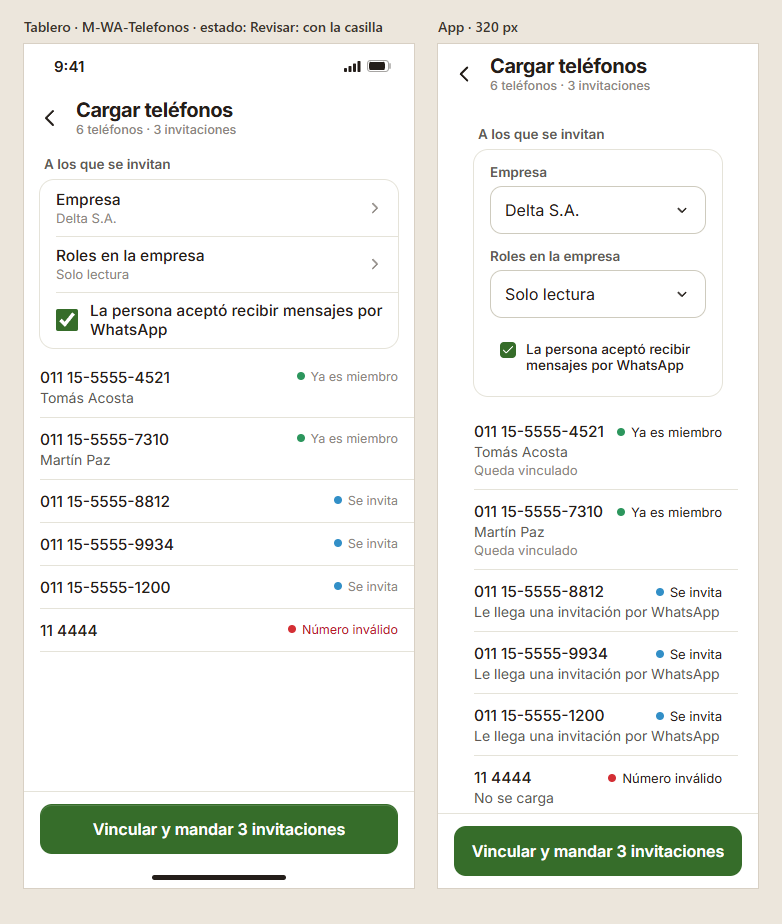 Tablero · M-WA-Telefonos · estado: Revisar: con la casilla
9:41
Cargar teléfonos
6 teléfonos · 3 invitaciones
A los que se invitan
Empresa
Delta S.A.
Roles en la empresa
Solo lectura
La persona aceptó recibir mensajes por
WhatsApp
011 15-5555-4521
Ya es miembro
Tomás Acosta
011 15-5555-7310
Ya es miembro
Martín Paz
011 15-5555-8812
Se invita
011 15-5555-9934
Se invita
011 15-5555-1200
Se invita
11 4444
Número inválido
Vincular y mandar 3 invitaciones
App · 320 px
Cargar teléfonos
6 teléfonos · 3 invitaciones
A los que se invitan
Empresa
Delta S.A.
Roles en la empresa
Solo lectura
La persona aceptó recibir
mensajes por WhatsApp
011 15-5555-4521
Ya es miembro
Tomás Acosta
Queda vinculado
011 15-5555-7310
Ya es miembro
Martín Paz
Queda vinculado
011 15-5555-8812
Se invita
Le llega una invitación por WhatsApp
011 15-5555-9934
Se invita
Le llega una invitación por WhatsApp
011 15-5555-1200
Se invita
Le llega una invitación por WhatsApp
11 4444
Número inválido
No se carga
Vincular y mandar 3 invitaciones